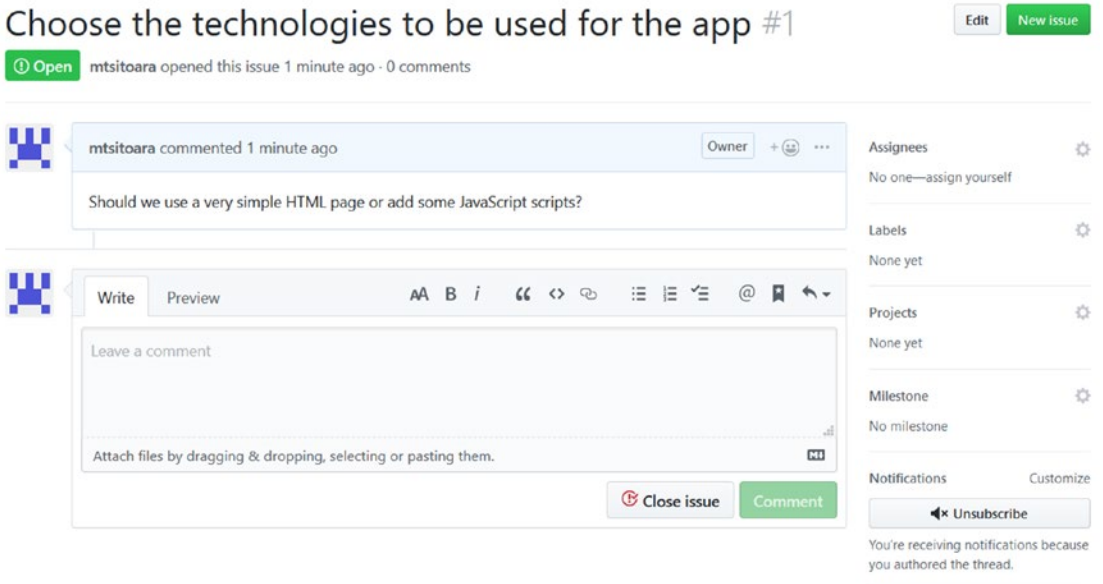 Choose the technologies to be used for the app #1
Edit
New issue
Open
mtsitoara opened this issue 1 minute ago · 0 comments
mtsitoara commented 1 minute ago
Owner
Should we use a very simple HTML page or add some JavaScript scripts?
Write
Preview
AA B i
Leave a comment
Attach files by dragging & dropping, selecting or pasting them.
Close issue
Comment
Assignees
No one—assign yourself
Labels
None yet
Projects
None yet
Milestone
No milestone
Notifications
Customize
Unsubscribe
You're receiving notifications because
you authored the thread.